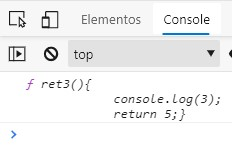 Elementos Console
top
f ret3(){
console.log(3);
return 5;}